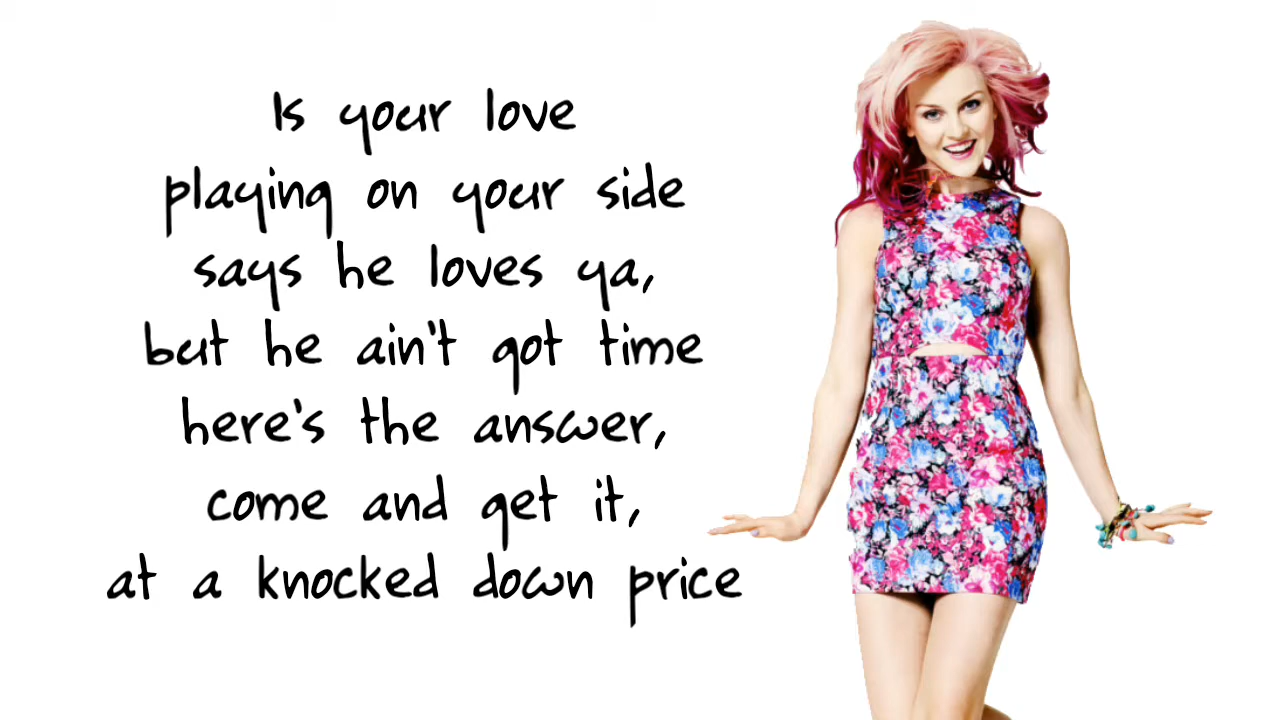 Is your love
playing on your side
says he loves ya,
but he ain't got time
here's the answer,
come and get it,
at a knocked down price